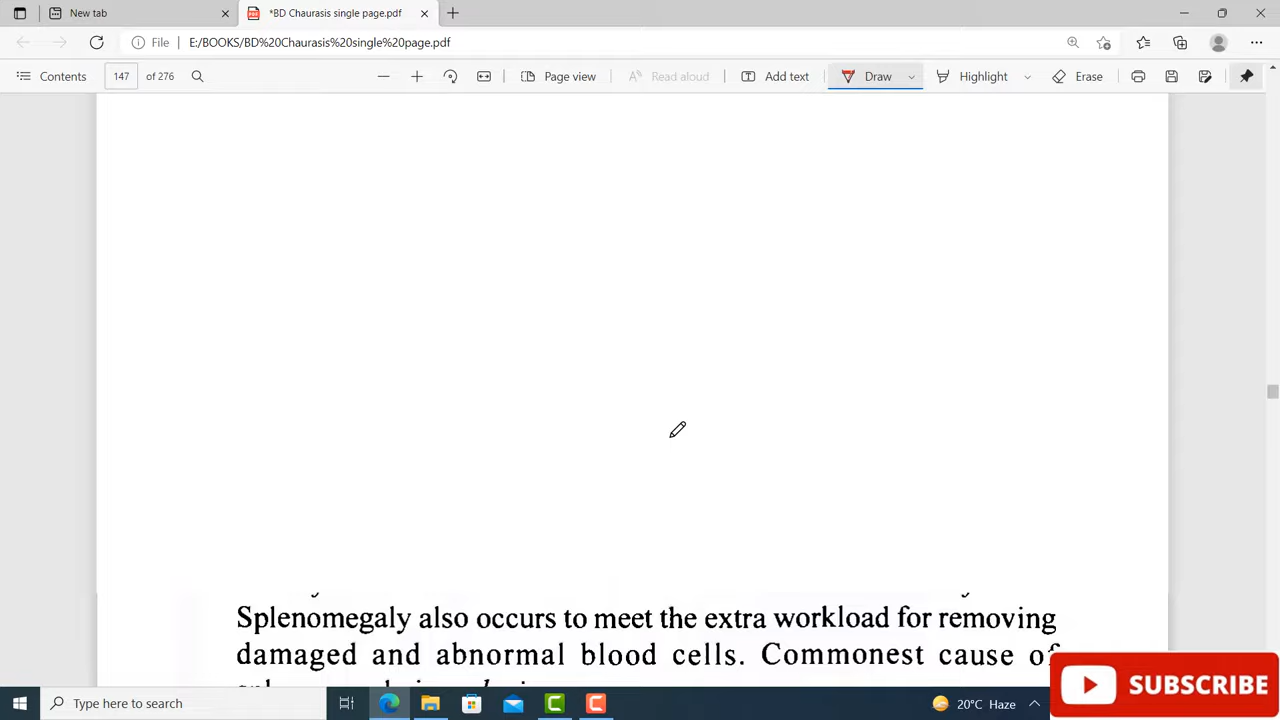 New tab
*BD Chaurasis single page.pdf
File
E:/BOOKS/BD%20Chaurasis%20single%20page.pdf
Contents
147
of 276
Page view
Read aloud
Add text
Draw
Highlight
Erase
Splenomegaly also occurs to meet the extra workload for removing
damaged and abnormal blood cells. Commonest cause of
Type here to search
20°C Haze
SUBSCRIBE